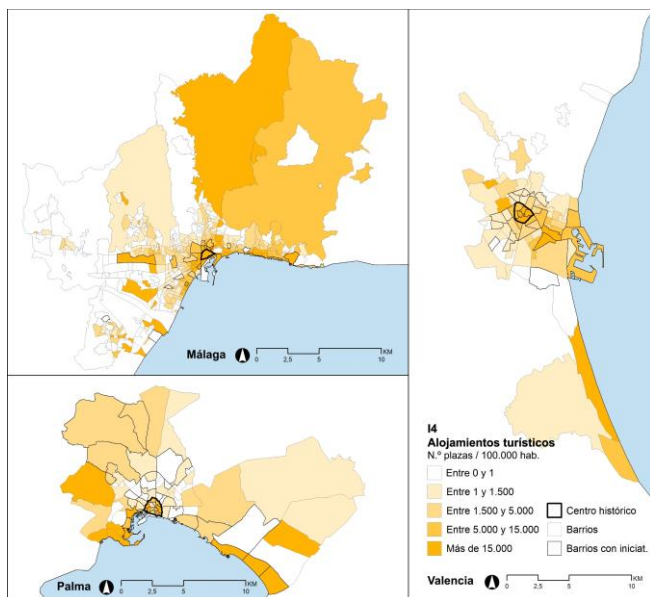 Málaga
0 2,5 5 10
KM
Palma
0 2,5 5 10
KM
I4
Alojamientos turísticos
N.º plazas / 100.000 hab.
Entre 0 y 1
Entre 1 y 1.500
Entre 1.500 y 5.000
Entre 5.000 y 15.000
Más de 15.000
Centro histórico
Barrios
Barrios con iniciat.
Valencia
0 2,5 5 10
KM